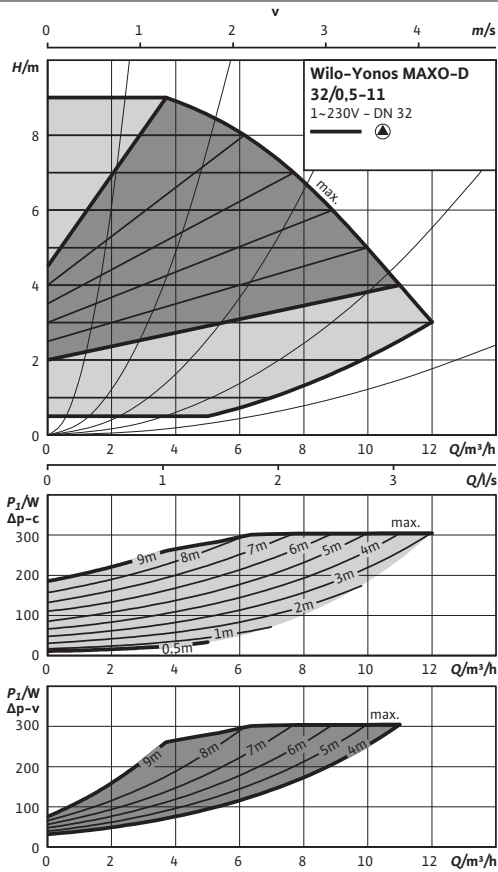 v
0 1 2 3 4 m/s
H/m
Wilo-Yonos MAXO-D
32/0,5-11
1~230V - DN 32
8
max.
6
4
2
0
0 2 4 6 8 10 12 Q/m³/h
0 1 2 3 Q/l/s
P₁/W
Δp-c
max.
300
9m 8m 7m 6m 5m 4m
200
3m
100
2m
1m
0,5m
0
0 2 4 6 8 10 12 Q/m³/h
P₁/W
Δp-v
max.
300
9m 8m 7m 6m 5m 4m
200
100
0
0 2 4 6 8 10 12 Q/m³/h